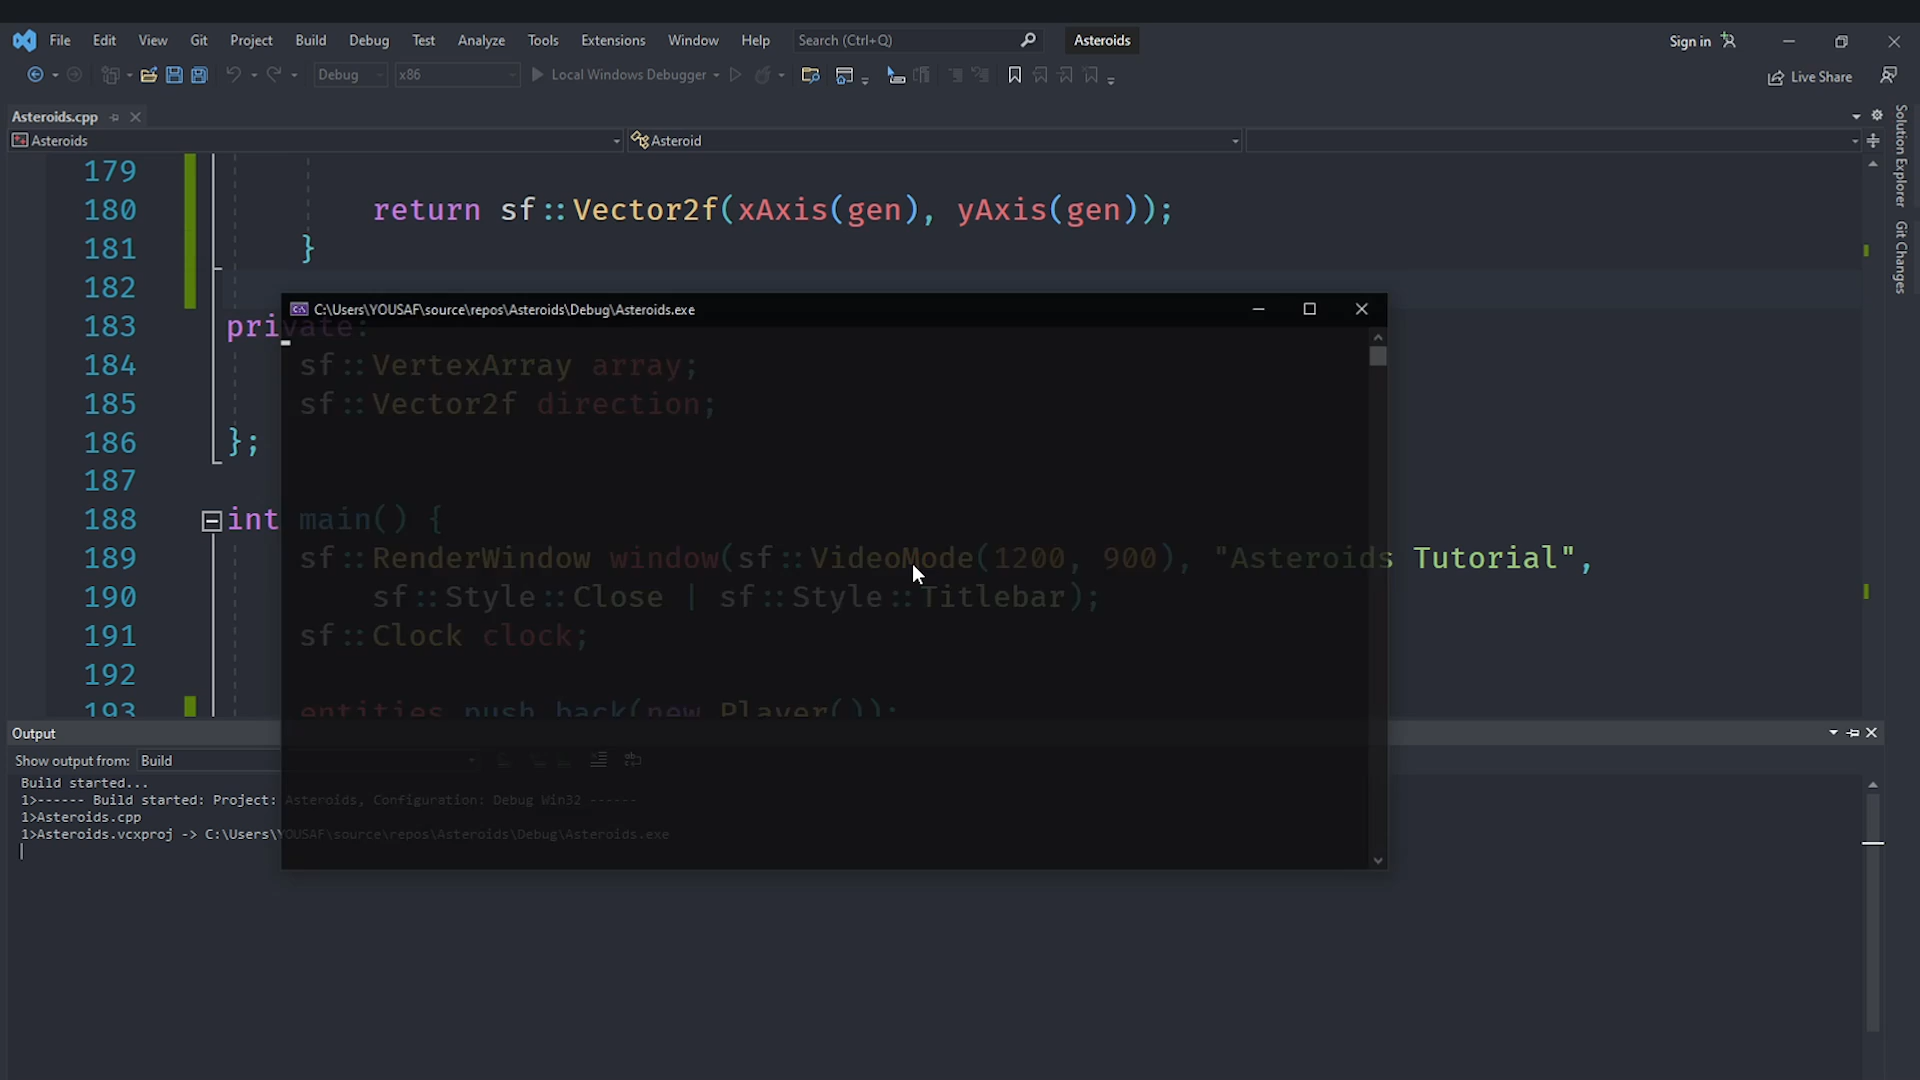 File Edit View Git Project Build Debug Test Analyze Tools Extensions Window Help Search (Ctrl+Q) Asteroids Sign in
Debug x86 Local Windows Debugger Live Share
Asteroids.cpp
Asteroids Asteroid
Solution Explorer
Git Changes
179
180 return sf::Vector2f(xAxis(gen), yAxis(gen));
181 }
182
C:\Users\YOUSAF\source\repos\Asteroids\Debug\Asteroids.exe
183 private:
184 sf::VertexArray array;
185 sf::Vector2f direction;
186 };
187
188 int main() {
189 sf::RenderWindow window(sf::VideoMode(1200, 900), "Asteroids Tutorial",
190 sf::Style::Close | sf::Style::Titlebar);
191 sf::Clock clock;
192
193 entities.push_back(new Player());
Output
Show output from: Build
Build started...
1>------ Build started: Project: Asteroids, Configuration: Debug Win32 ------
1>Asteroids.cpp
1>Asteroids.vcxproj -> C:\Users\YOUSAF\source\repos\Asteroids\Debug\Asteroids.exe